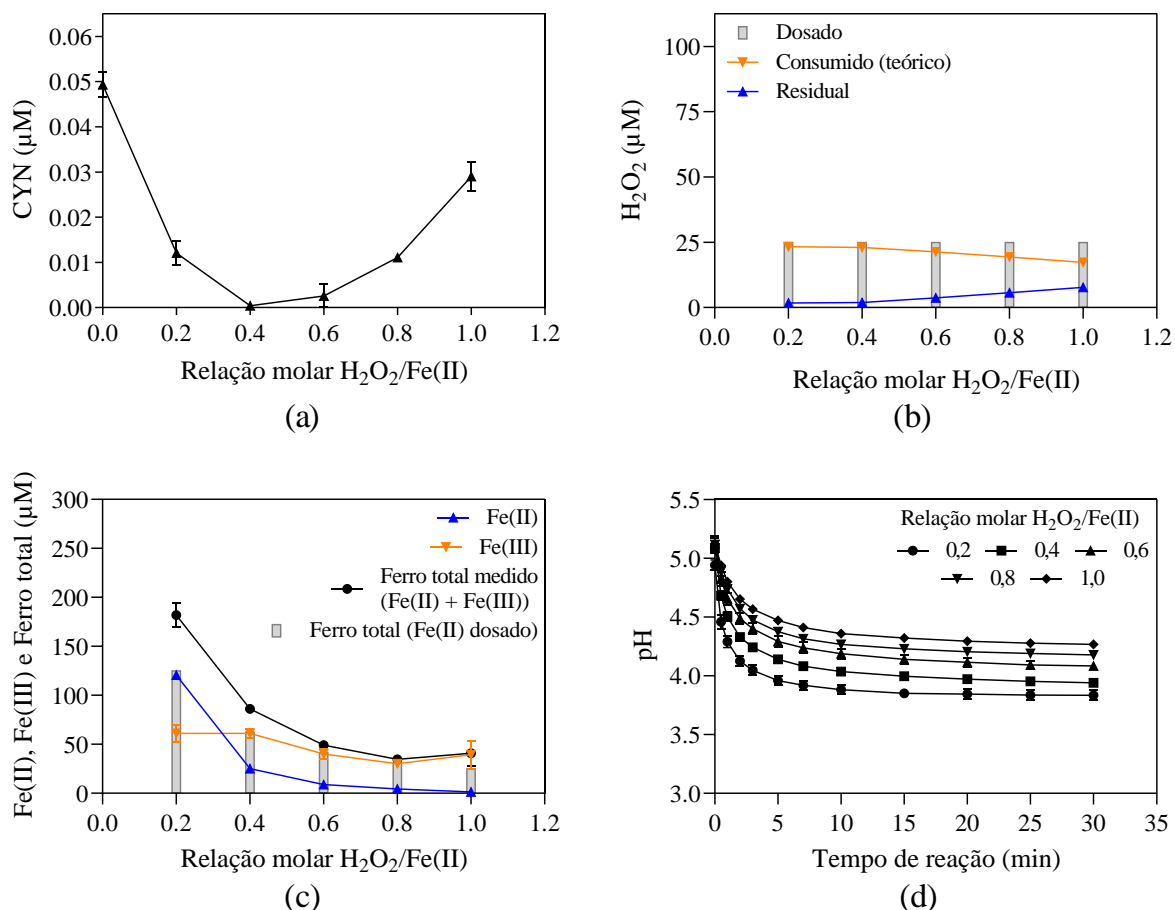 0.06
0.05
0.04
0.03
0.02
0.01
0.00
CYN (µM)
0.0 0.2 0.4 0.6 0.8 1.0 1.2
Relação molar H₂O₂/Fe(II)
(a)
100
75
50
25
0
H₂O₂ (µM)
Dosado
Consumido (teórico)
Residual
0.0 0.2 0.4 0.6 0.8 1.0 1.2
Relação molar H₂O₂/Fe(II)
(b)
300
250
200
150
100
50
0
Fe(II), Fe(III) e Ferro total (µM)
Fe(II)
Fe(III)
Ferro total medido
(Fe(II) + Fe(III))
Ferro total (Fe(II) dosado)
0.0 0.2 0.4 0.6 0.8 1.0 1.2
Relação molar H₂O₂/Fe(II)
(c)
5.5
5.0
4.5
4.0
3.5
3.0
pH
Relação molar H₂O₂/Fe(II)
0,2 0,4 0,6
0,8 1,0
0 5 10 15 20 25 30 35
Tempo de reação (min)
(d)